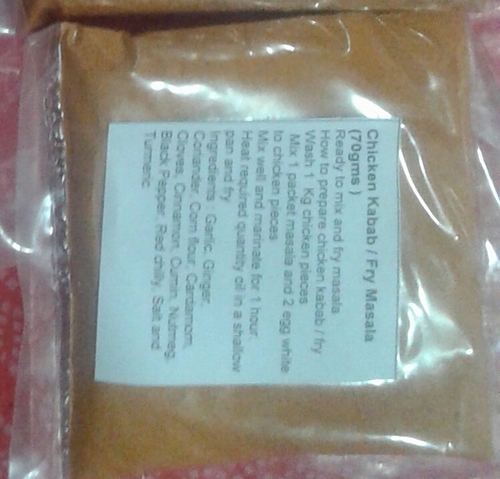 Chicken Kabab / Fry Masala
(70gms )
Ready to mix and fry masala
How to prepare chicken kabab / fry
Wash 1 Kg chicken pieces
Mix 1 packet masala and 2 egg white
to chicken pieces
Mix well and marinate for 1 hour
Heat required quantity oil in a shallow
pan and fry
Ingredients : Garlic, Ginger,
Coriander, Corn flour, Cardamom,
Cloves, Cinnamon, Cumin, Nutmeg,
Black Pepper, Red chilly, Salt and
Turmeric